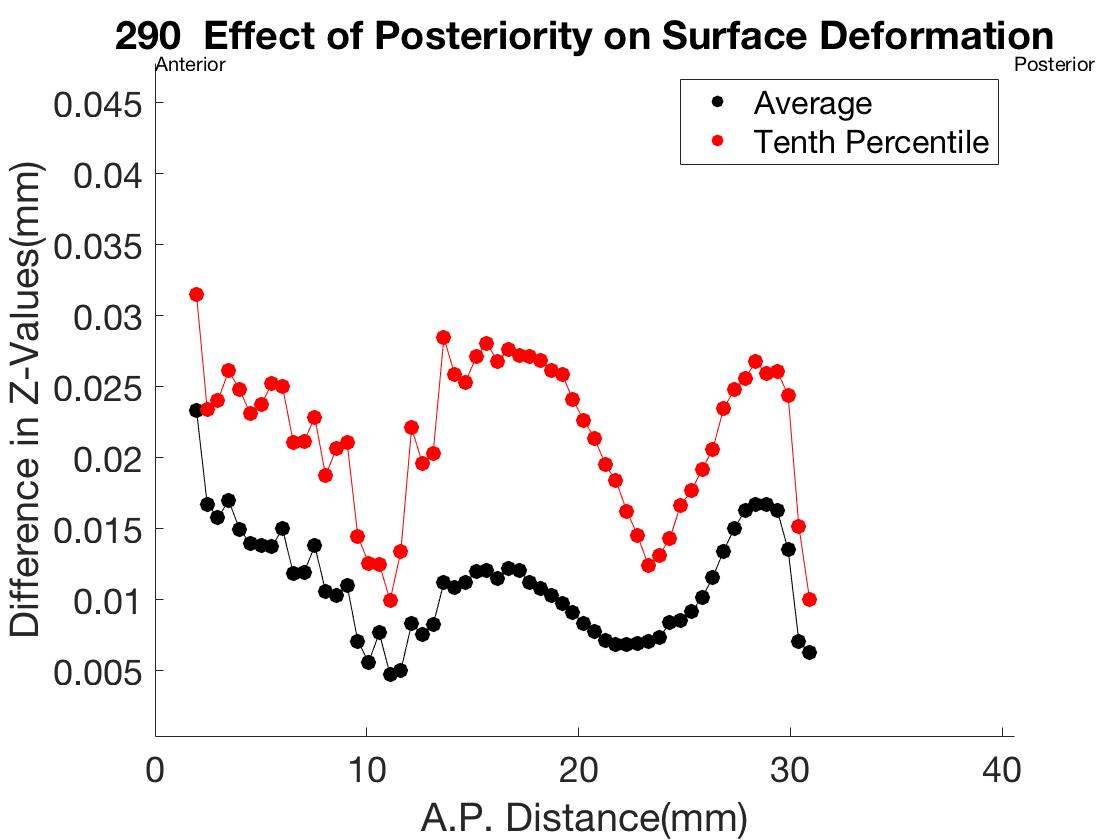 290  Effect of Posteriority on Surface Deformation
Anterior
Posterior
Average
Tenth Percentile
0.045
0.04
0.035
0.03
0.025
0.02
0.015
0.01
0.005
Difference in Z-Values(mm)
0
10
20
30
40
A.P. Distance(mm)